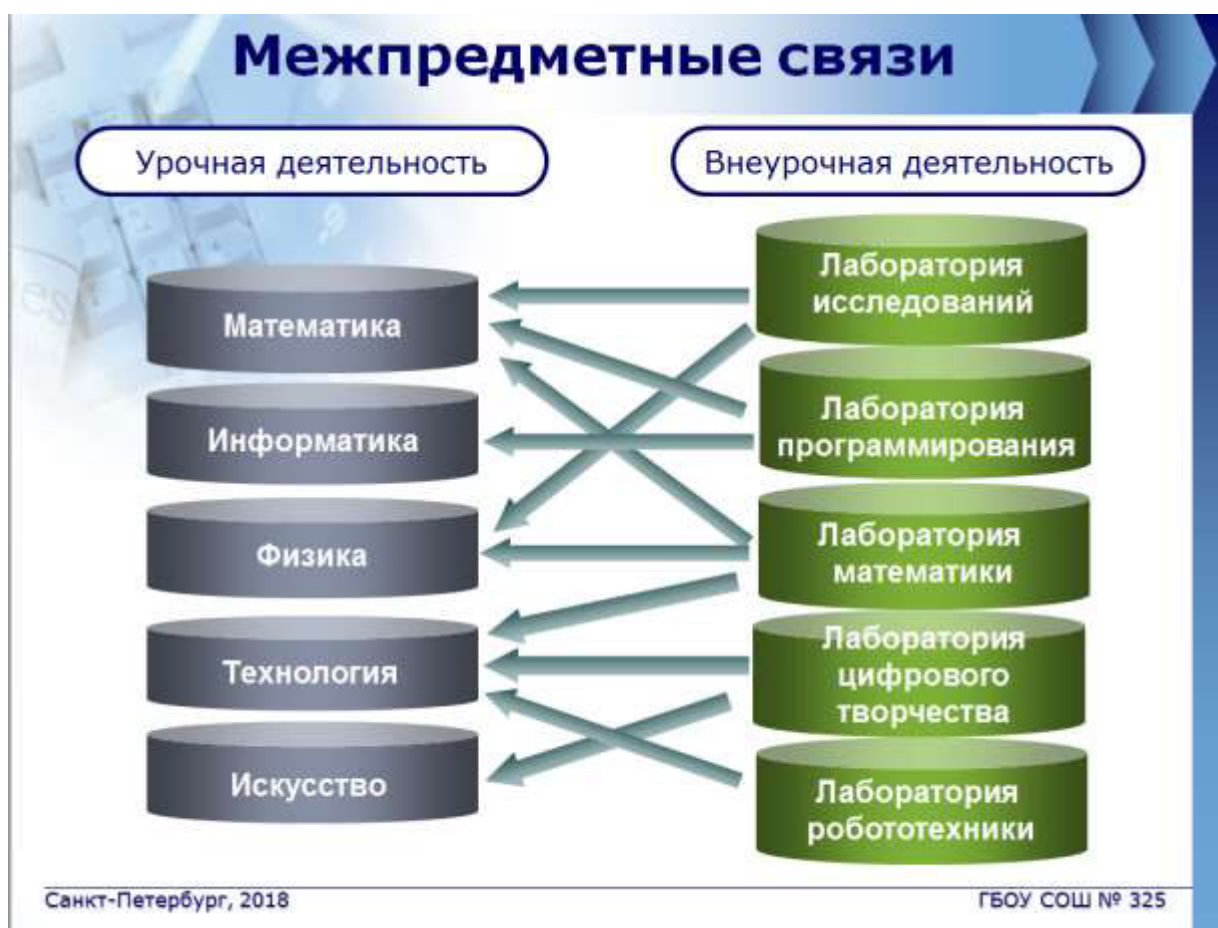 Межпредметные связи
Урочная деятельность
Внеурочная деятельность
Математика
Информатика
Физика
Технология
Искусство
Лаборатория
исследований
Лаборатория
программирования
Лаборатория
математики
Лаборатория
цифрового
творчества
Лаборатория
робототехники
Санкт-Петербург, 2018
ГБОУ СОШ № 325